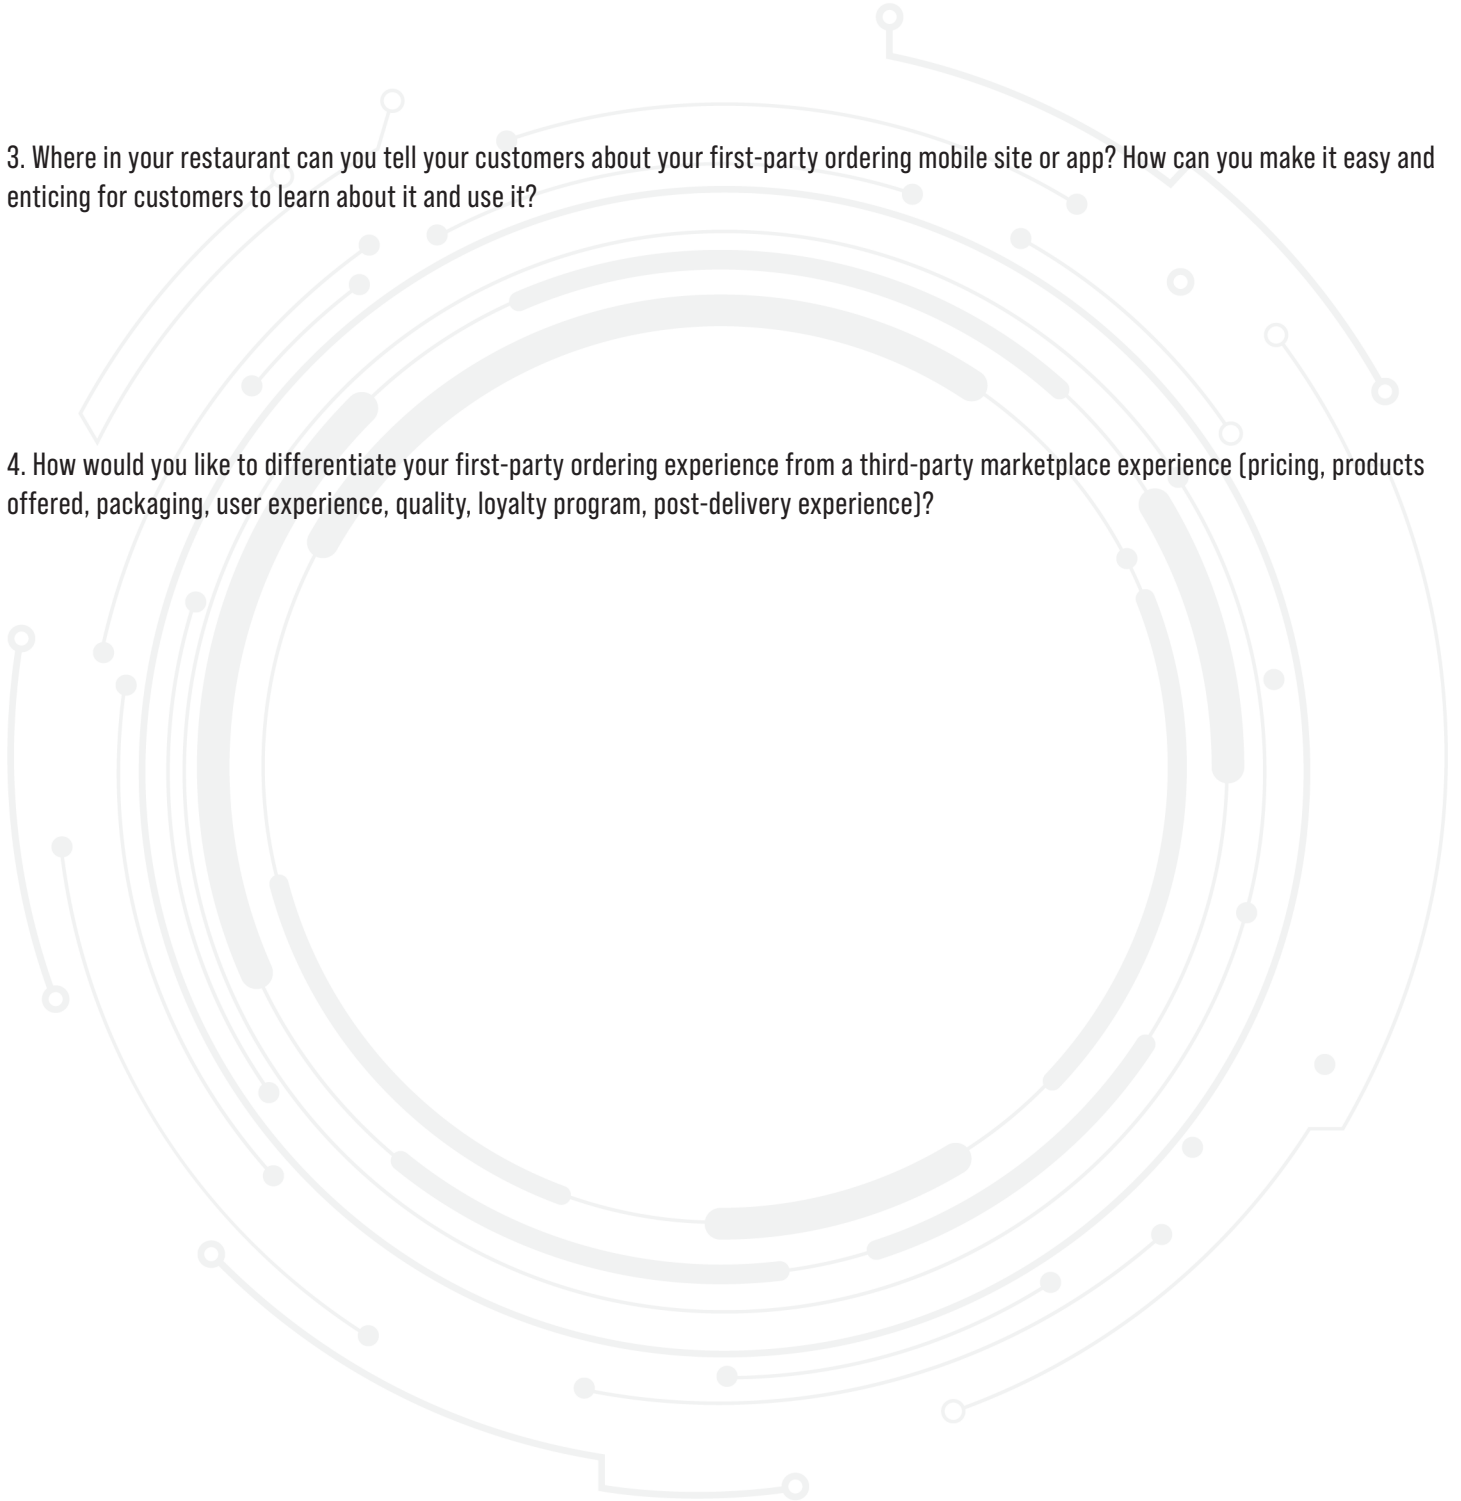 3. Where in your restaurant can you tell your customers about your first-party ordering mobile site or app? How can you make it easy and
enticing for customers to learn about it and use it?
4. How would you like to differentiate your first-party ordering experience from a third-party marketplace experience (pricing, products
offered, packaging, user experience, quality, loyalty program, post-delivery experience)?